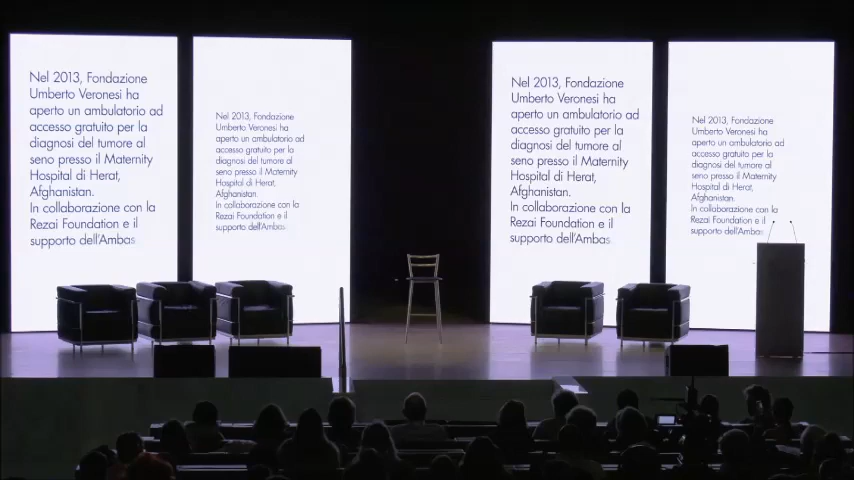 Nel 2013, Fondazione
Umberto Veronesi ha
aperto un ambulatorio ad
accesso gratuito per la
diagnosi del tumore al
seno presso il Maternity
Hospital di Herat,
Afghanistan.
In collaborazione con la
Rezai Foundation e il
supporto dell'Ambas
Nel 2013, Fondazione
Umberto Veronesi ha
aperto un ambulatorio ad
accesso gratuito per la
diagnosi del tumore al
seno presso il Maternity
Hospital di Herat,
Afghanistan.
In collaborazione con la
Rezai Foundation e il
supporto dell'Ambas
Nel 2013, Fondazione
Umberto Veronesi ha
aperto un ambulatorio ad
accesso gratuito per la
diagnosi del tumore al
seno presso il Maternity
Hospital di Herat,
Afghanistan.
In collaborazione con la
Rezai Foundation e il
supporto dell'Ambas
Nel 2013, Fondazione
Umberto Veronesi ha
aperto un ambulatorio ad
accesso gratuito per la
diagnosi del tumore al
seno presso il Maternity
Hospital di Herat,
Afghanistan.
In collaborazione con la
Rezai Foundation e il
supporto dell'Ambas